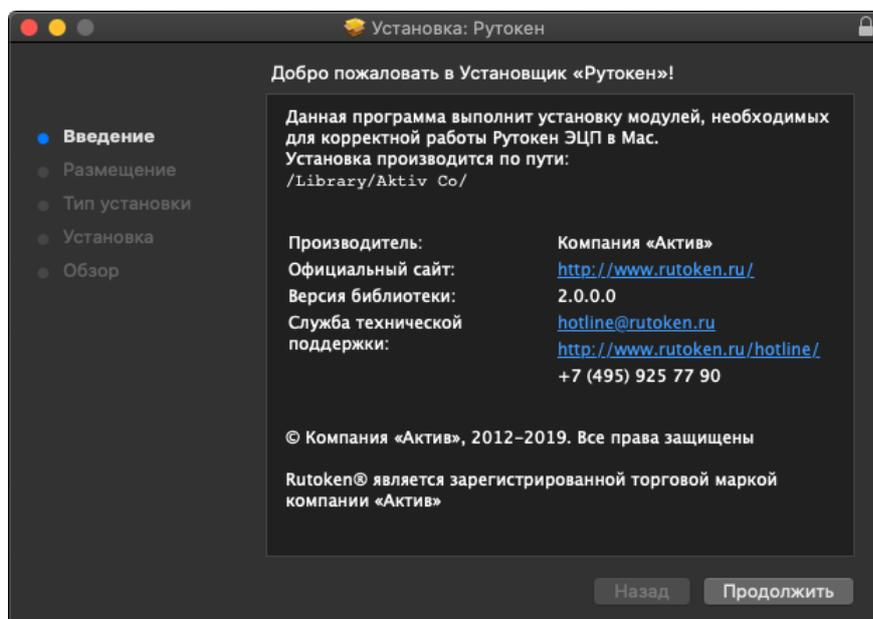 Установка: Рутокен
Добро пожаловать в Установщик «Рутокен»!
Введение
Размещение
Тип установки
Установка
Обзор
Данная программа выполнит установку модулей, необходимых
для корректной работы Рутокен ЭЦП в Mac.
Установка производится по пути:
/Library/Aktiv Co/
Производитель: Компания «Актив»
Официальный сайт: http://www.rutoken.ru/
Версия библиотеки: 2.0.0.0
Служба технической hotline@rutoken.ru
поддержки: http://www.rutoken.ru/hotline/
+7 (495) 925 77 90
© Компания «Актив», 2012–2019. Все права защищены
Rutoken® является зарегистрированной торговой маркой
компании «Актив»
Назад Продолжить